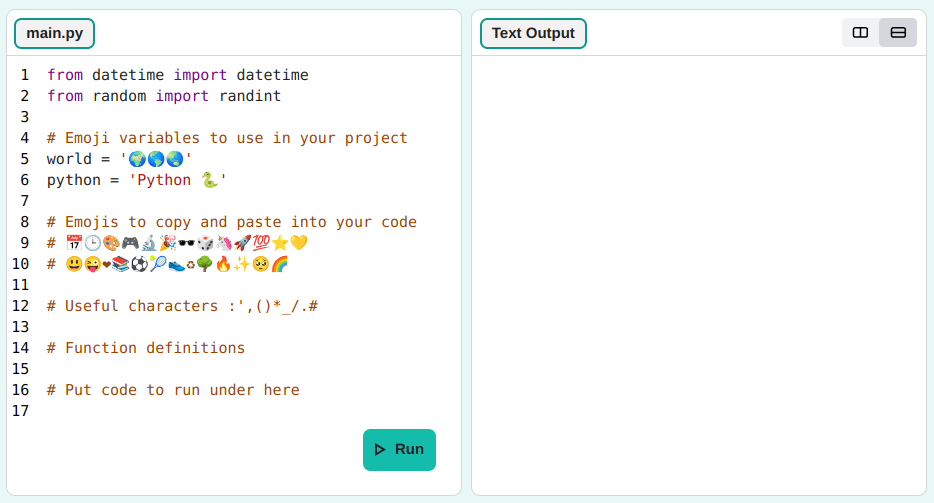 main.py
1 from datetime import datetime
2 from random import randint
3
4 # Emoji variables to use in your project
5 world = '🌍🌎🌏'
6 python = 'Python 🐍'
7
8 # Emojis to copy and paste into your code
9 # 📅🕒🎨🎮🔬🎉🕶️🎲🦄🚀💯⭐💛
10 # 😃😜❤📚⚽🎾👟♻🌳🔥✨🥺🌈
11
12 # Useful characters :',()*_/.#
13
14 # Function definitions
15
16 # Put code to run under here
17
Run
Text Output